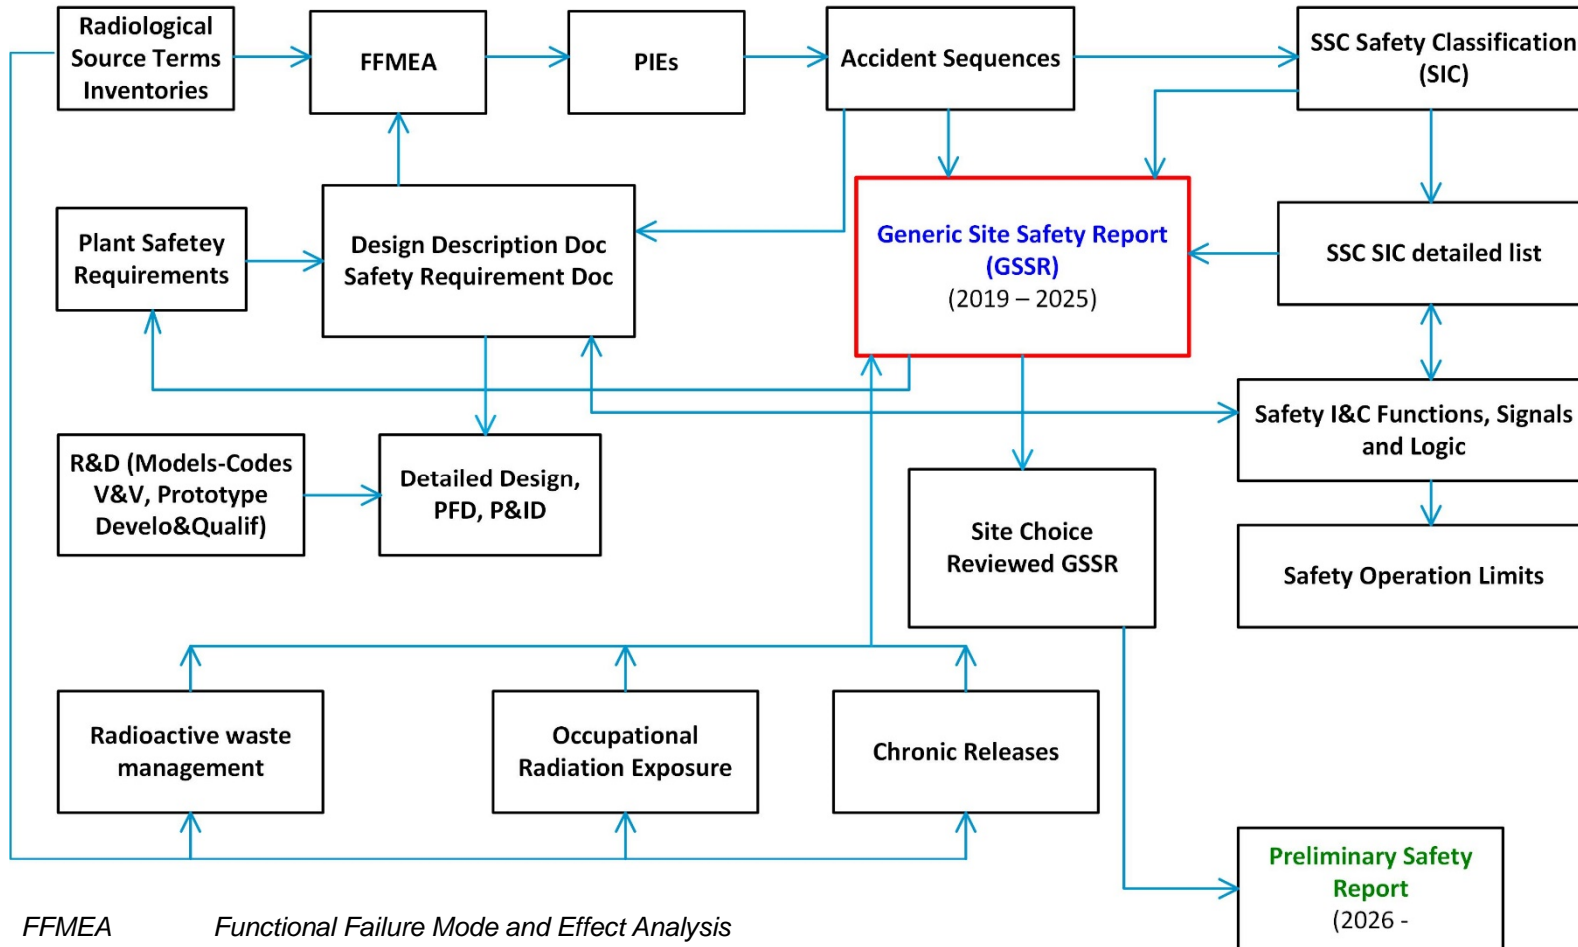 Radiological
Source Terms
Inventories
FFMEA
PIEs
Accident Sequences
SSC Safety Classification
(SIC)
Plant Safetey
Requirements
Design Description Doc
Safety Requirement Doc
Generic Site Safety Report
(GSSR)
(2019 – 2025)
SSC SIC detailed list
R&D (Models-Codes
V&V, Prototype
Develo&Qualif)
Detailed Design,
PFD, P&ID
Site Choice
Reviewed GSSR
Safety I&C Functions, Signals
and Logic
Safety Operation Limits
Radioactive waste
management
Occupational
Radiation Exposure
Chronic Releases
Preliminary Safety
Report
(2026 -
FFMEA Functional Failure Mode and Effect Analysis